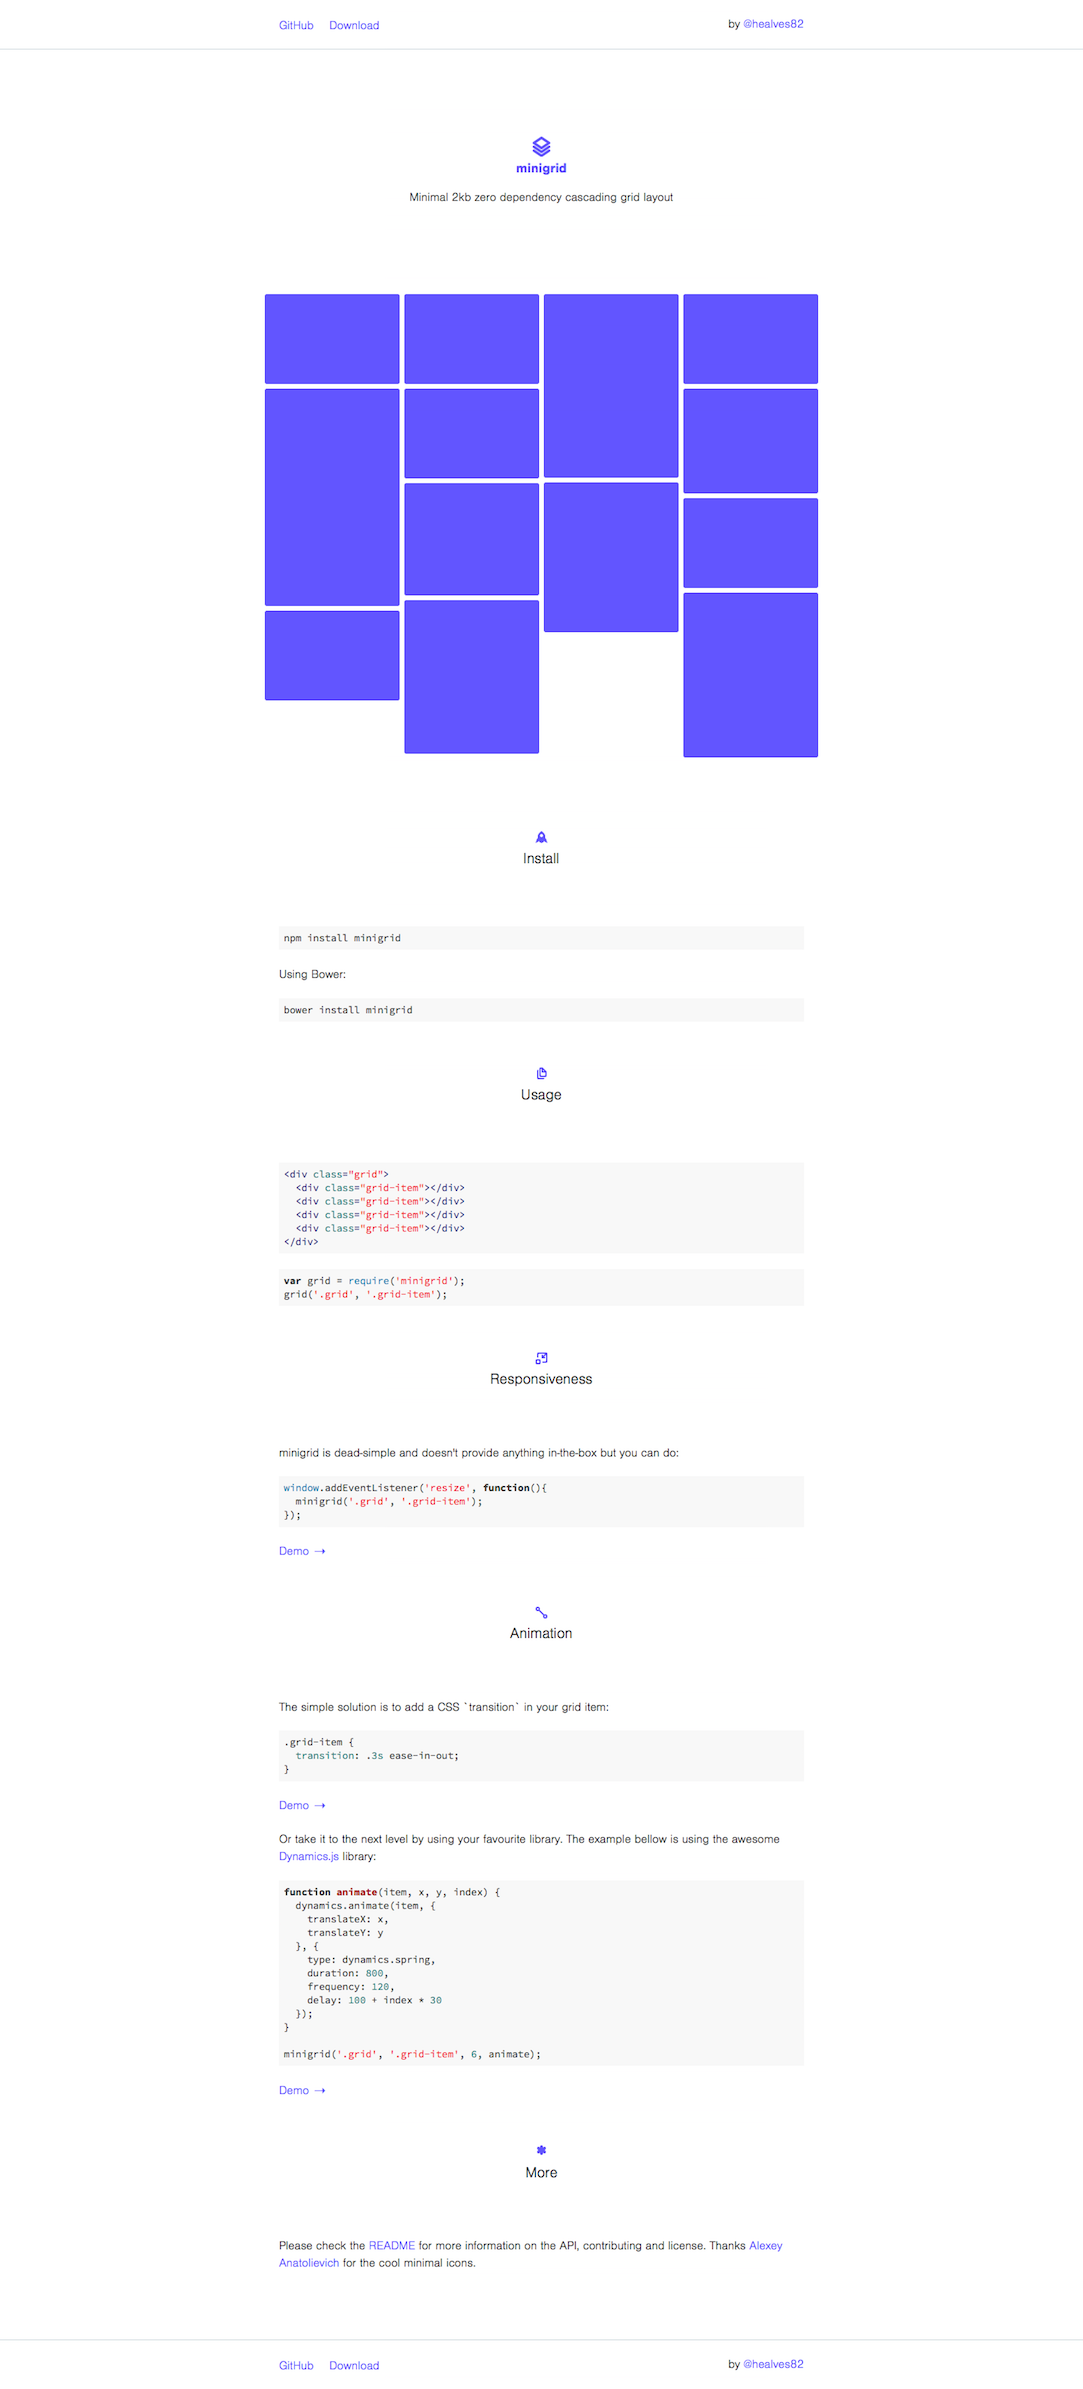 GitHub Download by @healves82
minigrid
Minimal 2kb zero dependency cascading grid layout
Install
npm install minigrid
Using Bower:
bower install minigrid
Usage
<div class="grid">
  <div class="grid-item"></div>
  <div class="grid-item"></div>
  <div class="grid-item"></div>
  <div class="grid-item"></div>
</div>
var grid = require('minigrid');
grid('.grid', '.grid-item');
Responsiveness
minigrid is dead-simple and doesn't provide anything in-the-box but you can do:
window.addEventListener('resize', function(){
  minigrid('.grid', '.grid-item');
});
Demo →
Animation
The simple solution is to add a CSS `transition` in your grid item:
.grid-item {
  transition: .3s ease-in-out;
}
Demo →
Or take it to the next level by using your favourite library. The example bellow is using the awesome
Dynamics.js library:
function animate(item, x, y, index) {
  dynamics.animate(item, {
    translateX: x,
    translateY: y
  }, {
    type: dynamics.spring,
    duration: 800,
    frequency: 120,
    delay: 100 + index * 30
  });
}
minigrid('.grid', '.grid-item', 6, animate);
Demo →
More
Please check the README for more information on the API, contributing and license. Thanks Alexey
Anatolievich for the cool minimal icons.
GitHub Download by @healves82